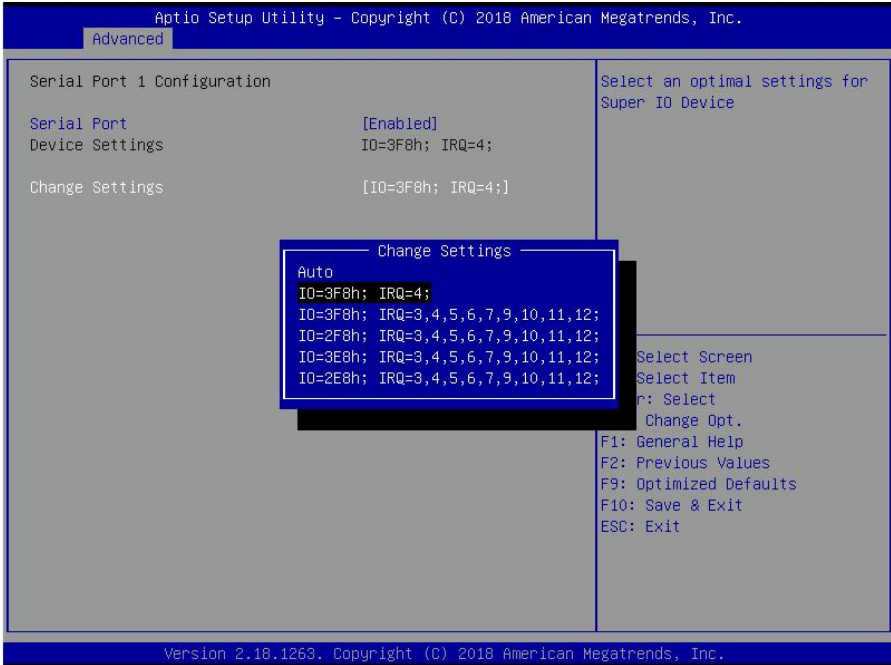 Aptio Setup Utility – Copyright (C) 2018 American Megatrends, Inc.
Advanced
Serial Port 1 Configuration
Serial Port [Enabled]
Device Settings IO=3F8h; IRQ=4;
Change Settings [IO=3F8h; IRQ=4;]
Select an optimal settings for
Super IO Device
Change Settings
Auto
IO=3F8h; IRQ=4;
IO=3F8h; IRQ=3,4,5,6,7,9,10,11,12;
IO=2F8h; IRQ=3,4,5,6,7,9,10,11,12;
IO=3E8h; IRQ=3,4,5,6,7,9,10,11,12;
IO=2E8h; IRQ=3,4,5,6,7,9,10,11,12;
Select Screen
Select Item
r: Select
Change Opt.
F1: General Help
F2: Previous Values
F9: Optimized Defaults
F10: Save & Exit
ESC: Exit
Version 2.18.1263. Copyright (C) 2018 American Megatrends, Inc.